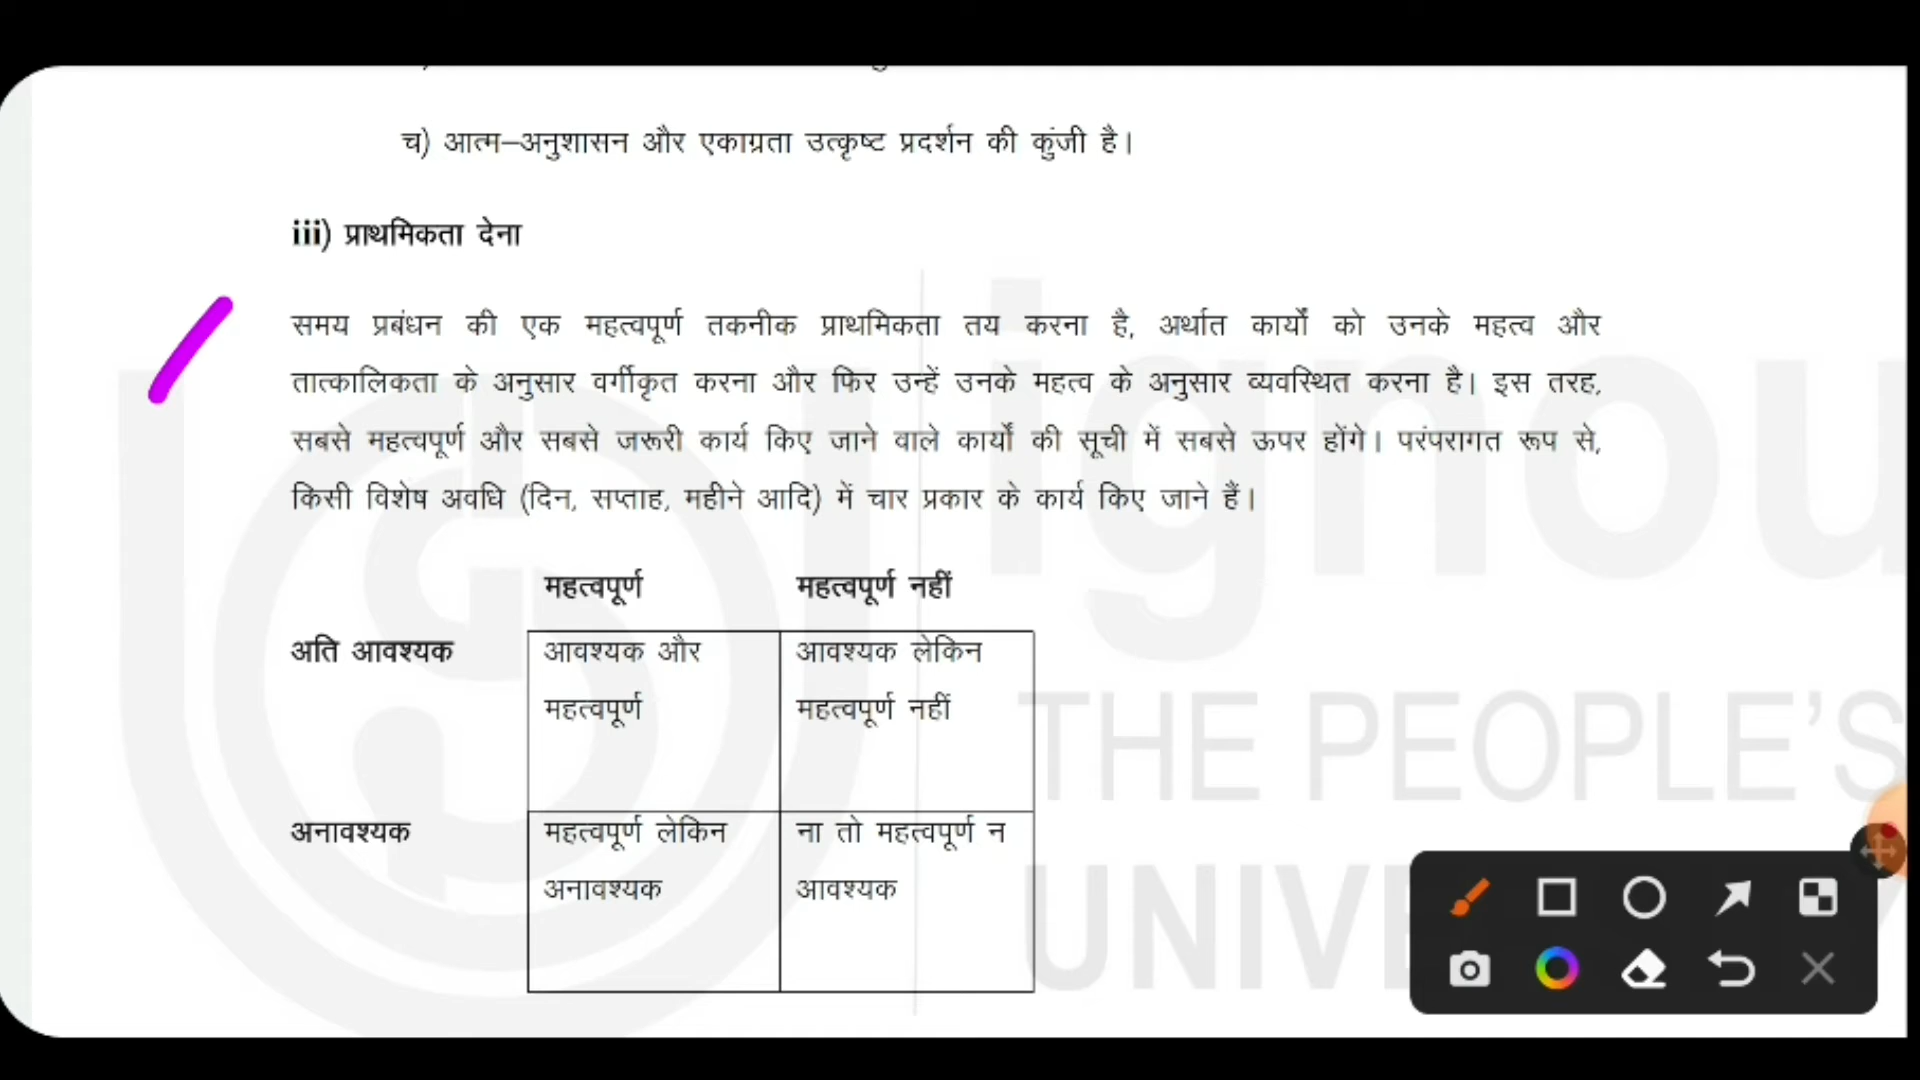 च) आत्म–अनुशासन और एकाग्रता उत्कृष्ट प्रदर्शन की कुंजी है।
iii) प्राथमिकता देना
समय प्रबंधन की एक महत्वपूर्ण तकनीक प्राथमिकता तय करना है, अर्थात कार्यों को उनके महत्व और
तात्कालिकता के अनुसार वर्गीकृत करना और फिर उन्हें उनके महत्व के अनुसार व्यवस्थित करना है। इस तरह,
सबसे महत्वपूर्ण और सबसे जरूरी कार्य किए जाने वाले कार्यों की सूची में सबसे ऊपर होंगे। परंपरागत रूप से,
किसी विशेष अवधि (दिन, सप्ताह, महीने आदि) में चार प्रकार के कार्य किए जाने हैं।
महत्वपूर्ण महत्वपूर्ण नहीं
अति आवश्यक आवश्यक और आवश्यक लेकिन
महत्वपूर्ण महत्वपूर्ण नहीं
अनावश्यक महत्वपूर्ण लेकिन ना तो महत्वपूर्ण न
अनावश्यक आवश्यक
ignou
THE PEOPLE'S